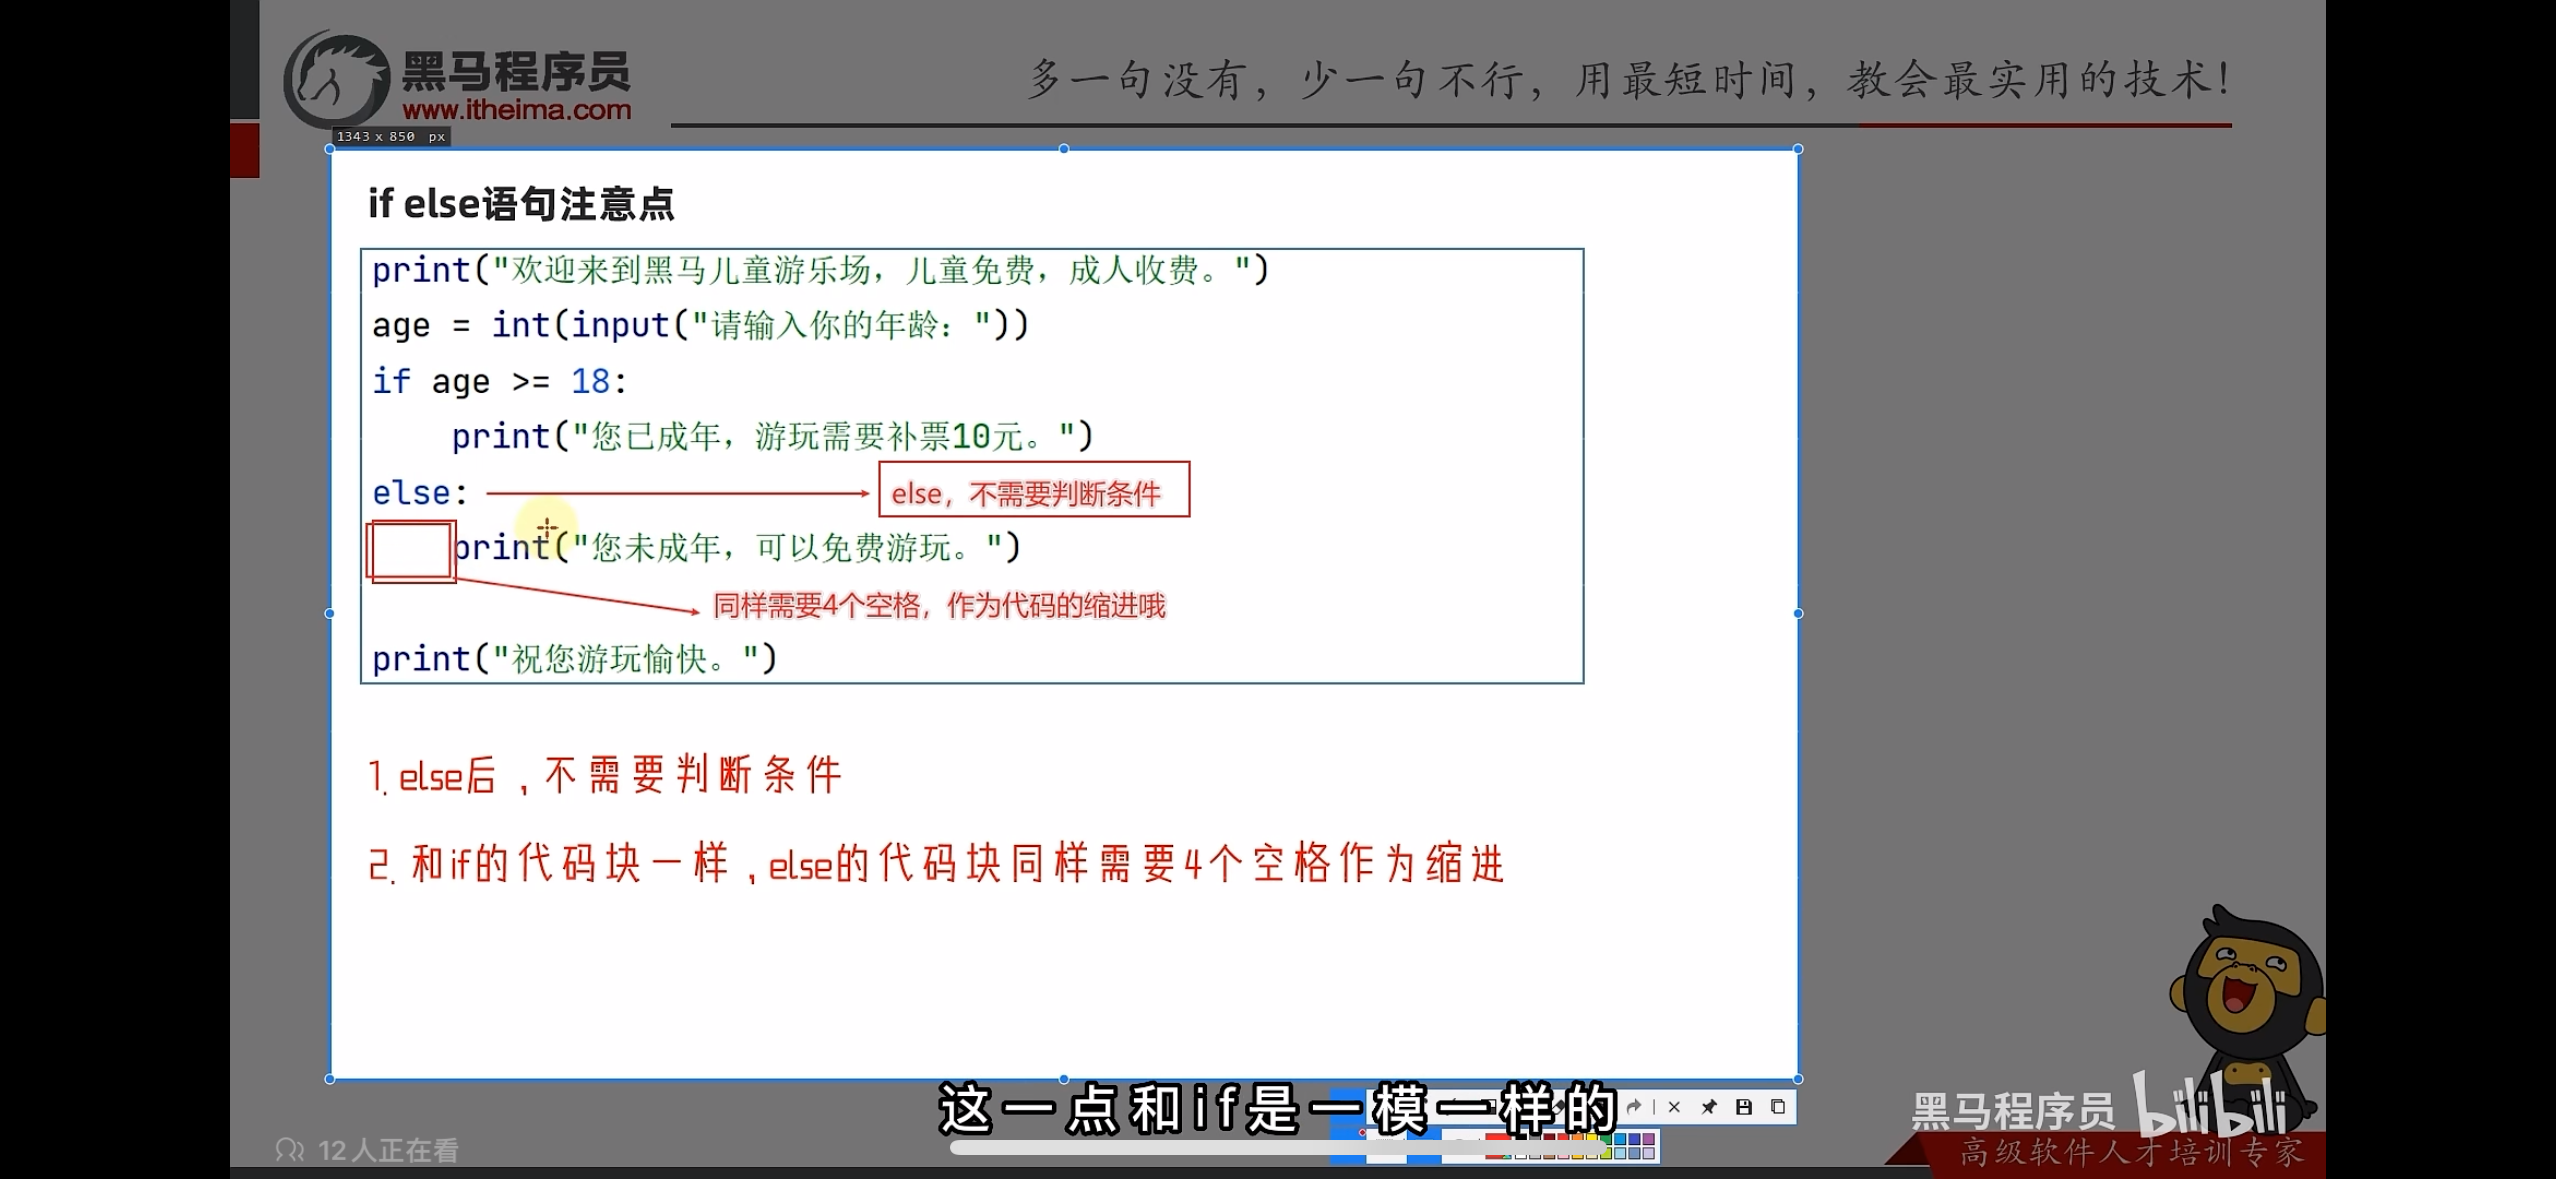 黑马程序员
www.itheima.com
多一句没有，少一句不行，用最短时间，教会最实用的技术！
1343 x 850 px
if else语句注意点
print("欢迎来到黑马儿童游乐场，儿童免费，成人收费。")
age = int(input("请输入你的年龄："))
if age >= 18:
    print("您已成年，游玩需要补票10元。")
else:
else，不需要判断条件
    print("您未成年，可以免费游玩。")
同样需要4个空格，作为代码的缩进哦
print("祝您游玩愉快。")
1. else后，不需要判断条件
2. 和if的代码块一样，else的代码块同样需要4个空格作为缩进
这一点和if是一模一样的
12人正在看
黑马程序员 bilibili
高级软件人才培训专家